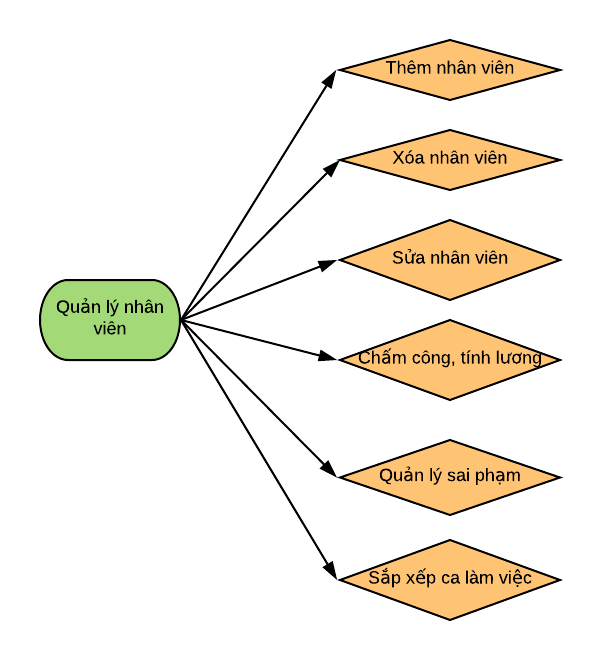 Thêm nhân viên
Xóa nhân viên
Sửa nhân viên
Quản lý nhân
viên
Chấm công, tính lương
Quản lý sai phạm
Sắp xếp ca làm việc